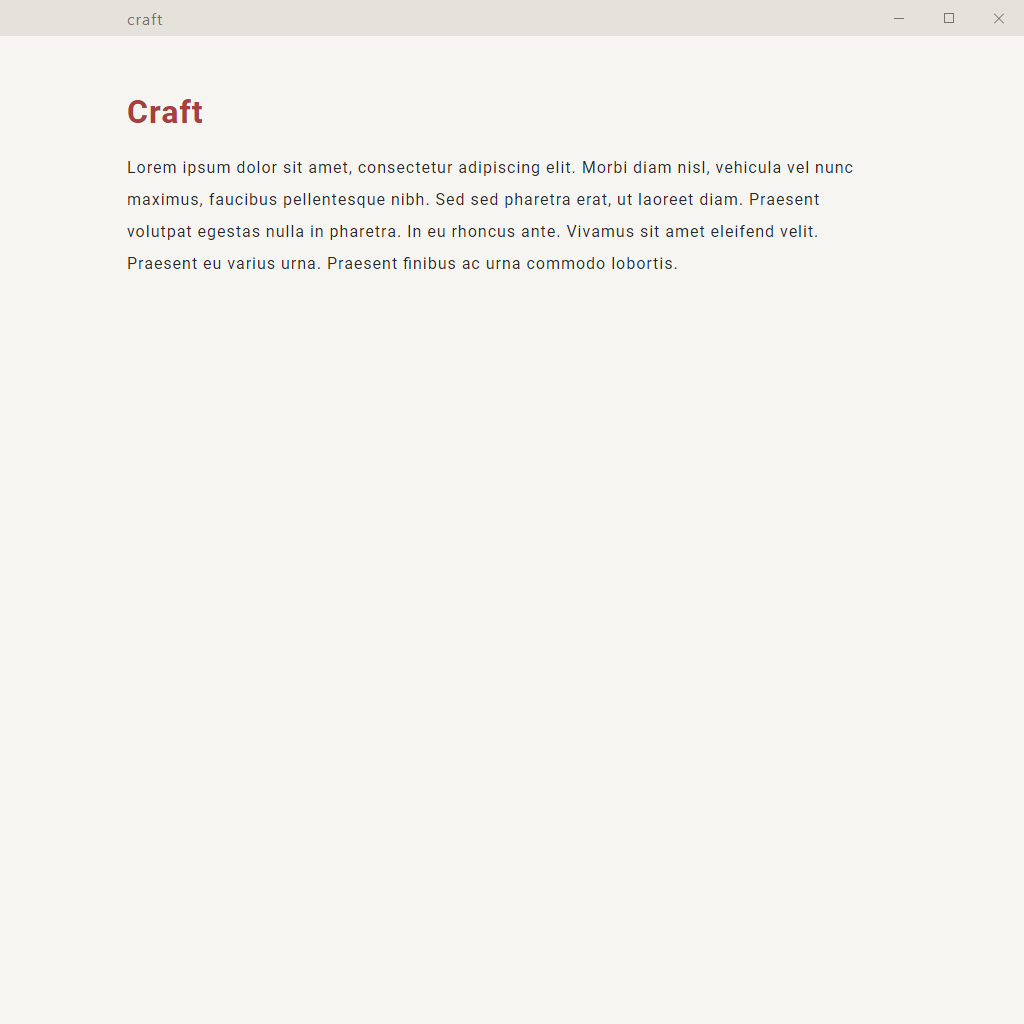 craft
Craft
Lorem ipsum dolor sit amet, consectetur adipiscing elit. Morbi diam nisl, vehicula vel nunc
maximus, faucibus pellentesque nibh. Sed sed pharetra erat, ut laoreet diam. Praesent
volutpat egestas nulla in pharetra. In eu rhoncus ante. Vivamus sit amet eleifend velit.
Praesent eu varius urna. Praesent finibus ac urna commodo lobortis.